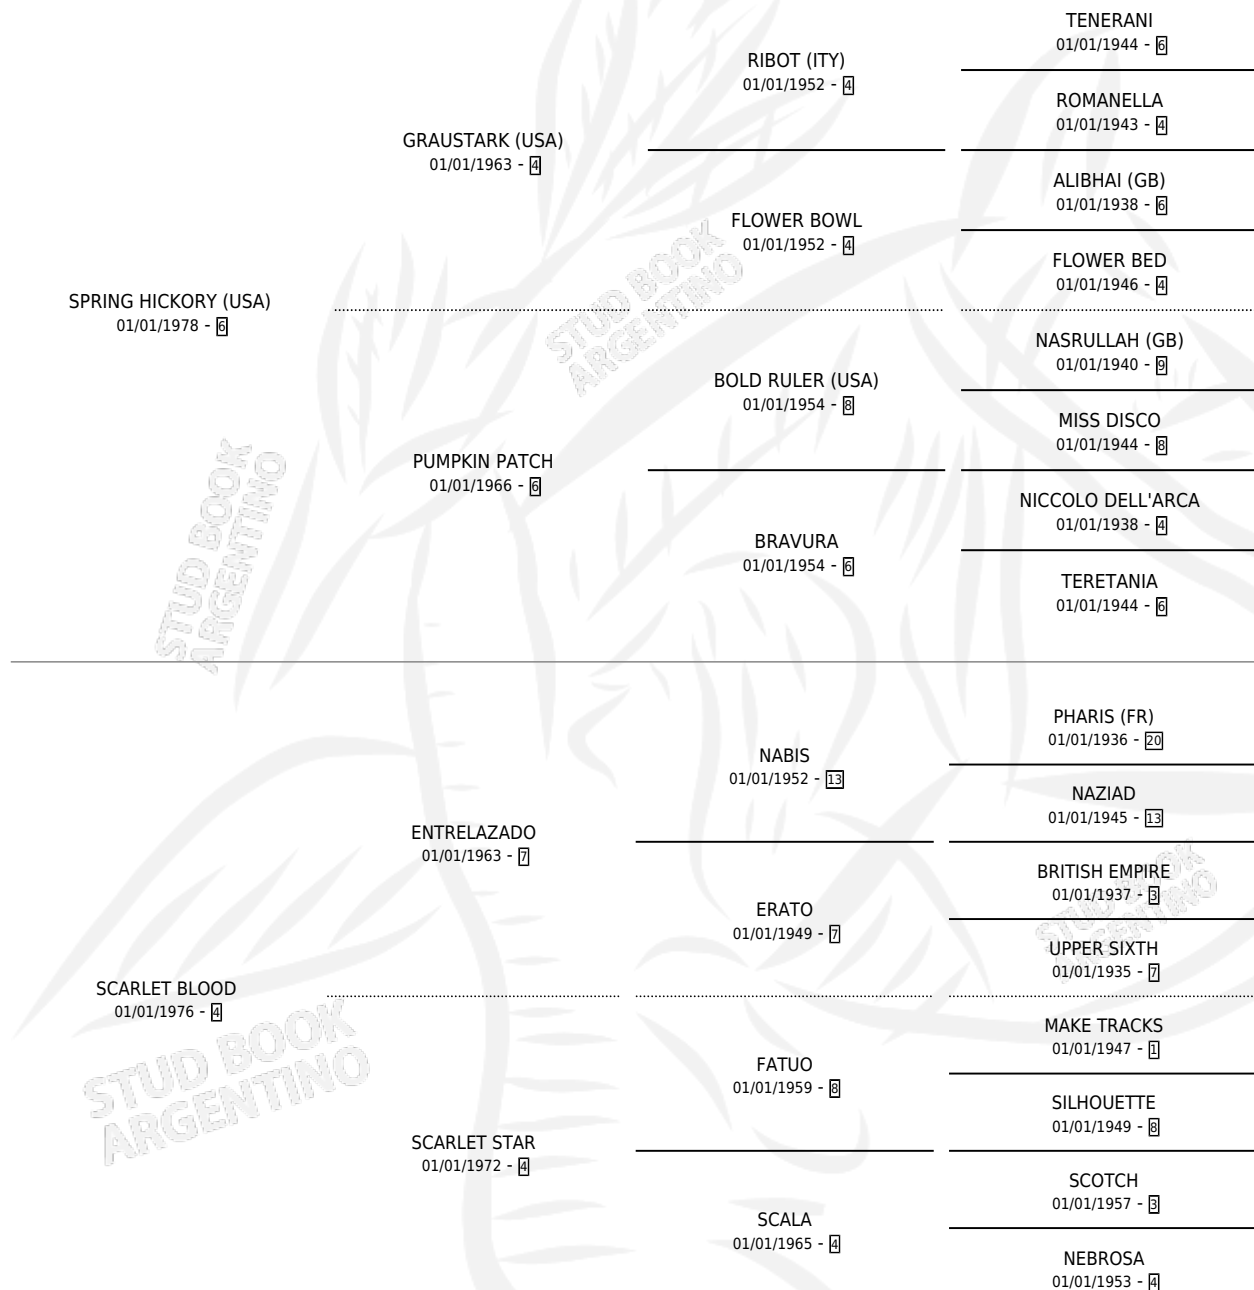 TENERANI
01/01/1944 - 6
RIBOT (ITY)
01/01/1952 - 4
ROMANELLA
01/01/1943 - 4
GRAUSTARK (USA)
01/01/1963 - 4
ALIBHAI (GB)
01/01/1938 - 6
FLOWER BOWL
01/01/1952 - 4
FLOWER BED
01/01/1946 - 4
SPRING HICKORY (USA)
01/01/1978 - 6
NASRULLAH (GB)
01/01/1940 - 9
BOLD RULER (USA)
01/01/1954 - 8
MISS DISCO
01/01/1944 - 8
PUMPKIN PATCH
01/01/1966 - 6
NICCOLO DELL'ARCA
01/01/1938 - 4
BRAVURA
01/01/1954 - 6
TERETANIA
01/01/1944 - 6
PHARIS (FR)
01/01/1936 - 20
NABIS
01/01/1952 - 13
NAZIAD
01/01/1945 - 13
ENTRELAZADO
01/01/1963 - 7
BRITISH EMPIRE
01/01/1937 - 3
ERATO
01/01/1949 - 7
UPPER SIXTH
01/01/1935 - 7
SCARLET BLOOD
01/01/1976 - 4
MAKE TRACKS
01/01/1947 - 1
FATUO
01/01/1959 - 8
SILHOUETTE
01/01/1949 - 8
SCARLET STAR
01/01/1972 - 4
SCOTCH
01/01/1957 - 3
SCALA
01/01/1965 - 4
NEBROSA
01/01/1953 - 4
STUD BOOK
ARGENTINO
STUD BOOK
ARGENTINO
STUD BOOK
ARGENTINO
STUD BOOK
ARGENTINO